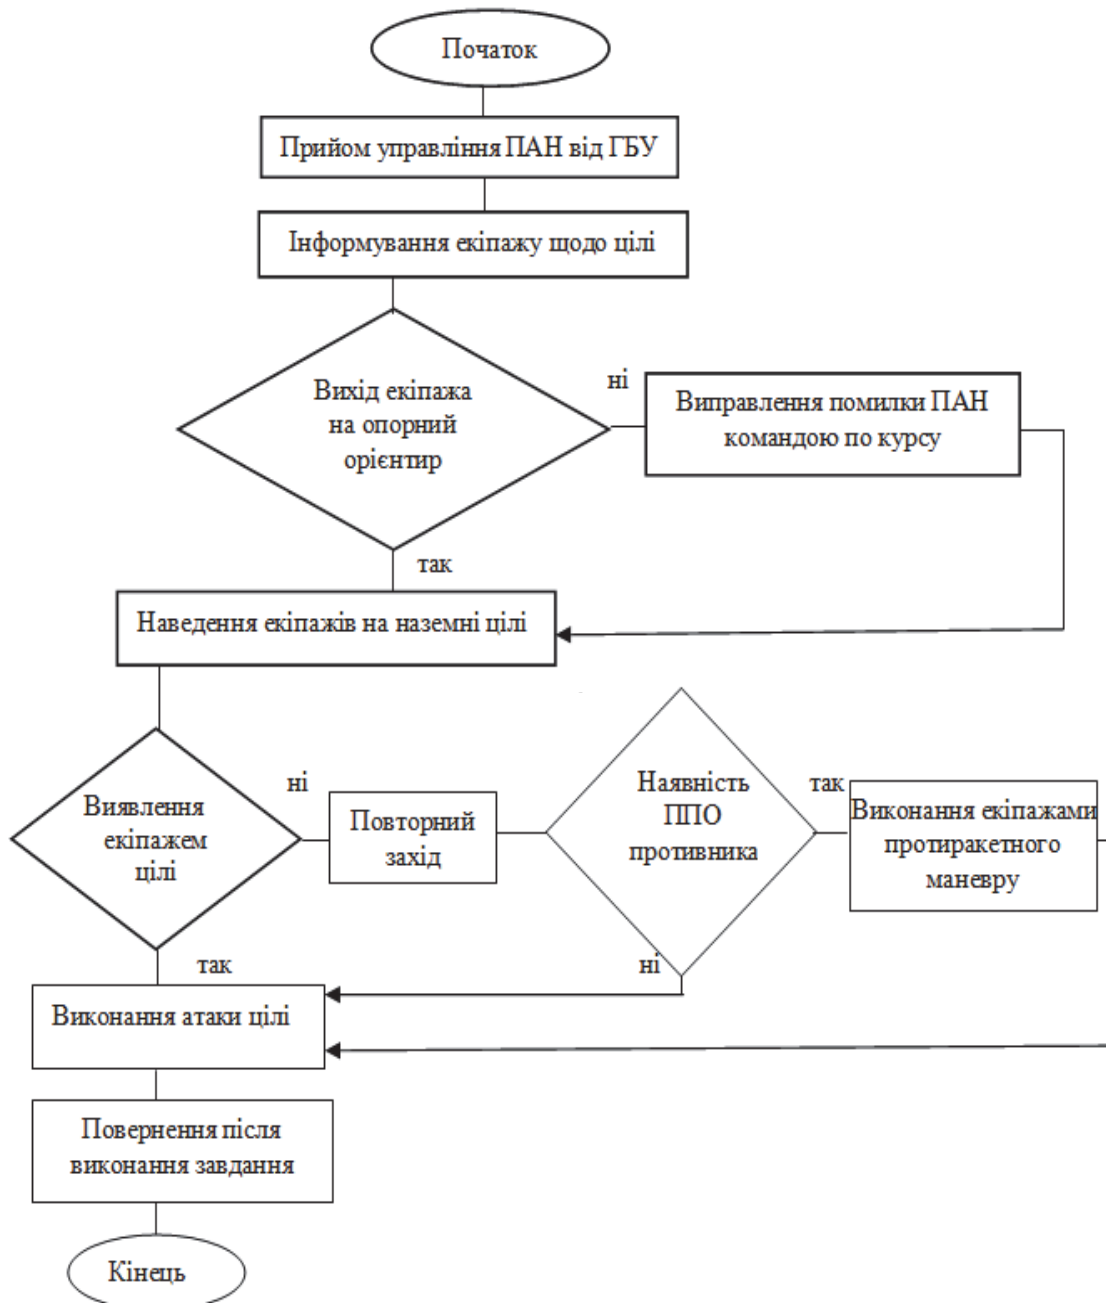 Початок
Прийом управління ПАН від ГБУ
Інформування екіпажу щодо цілі
Вихід екіпажа
на опорний
орієнтир
ні
Виправлення помилки ПАН
командою по курсу
так
Наведення екіпажів на наземні цілі
Виявлення
екіпажем
цілі
ні
Повторний
захід
Наявність
ППО
противника
так
Виконання екіпажами
протиракетного
маневру
так
ні
Виконання атаки цілі
Повернення після
виконання завдання
Кінець